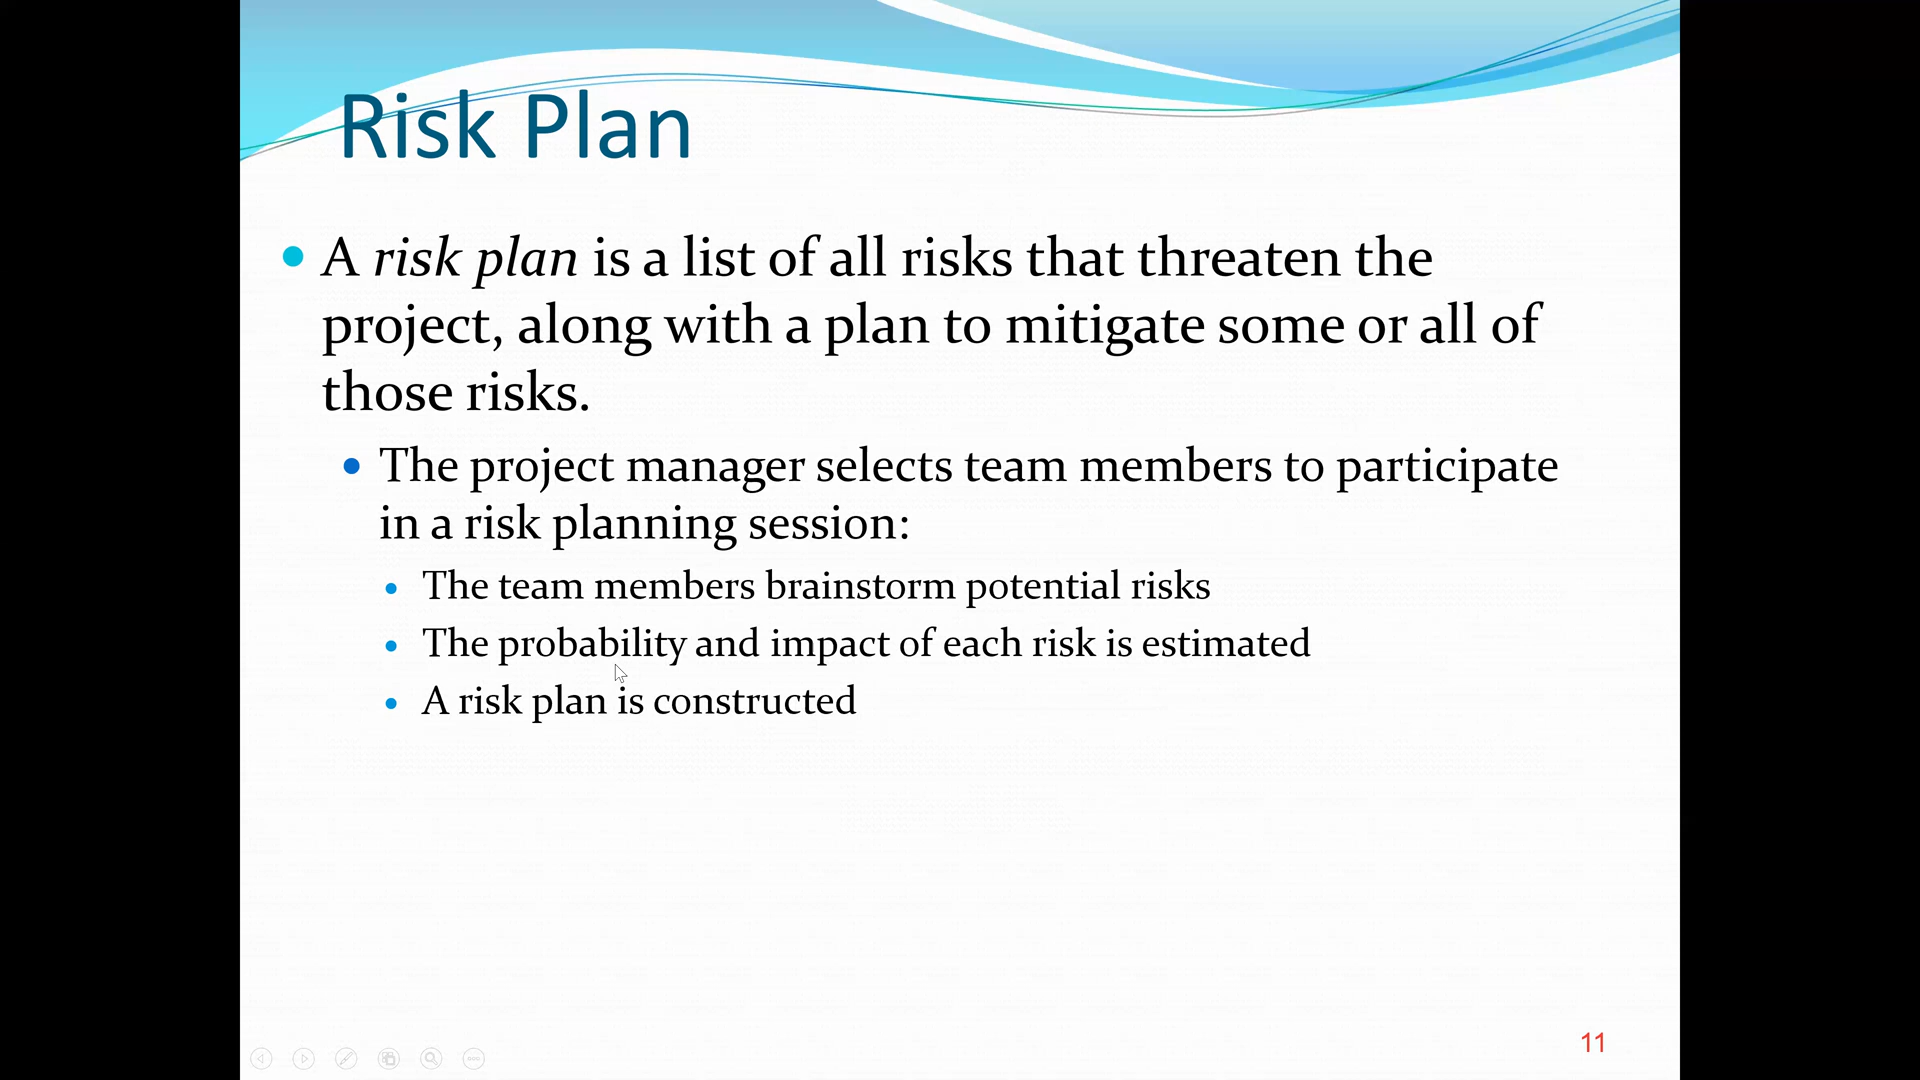 Risk Plan
A risk plan is a list of all risks that threaten the
project, along with a plan to mitigate some or all of
those risks.
The project manager selects team members to participate
in a risk planning session:
The team members brainstorm potential risks
The probability and impact of each risk is estimated
A risk plan is constructed
11